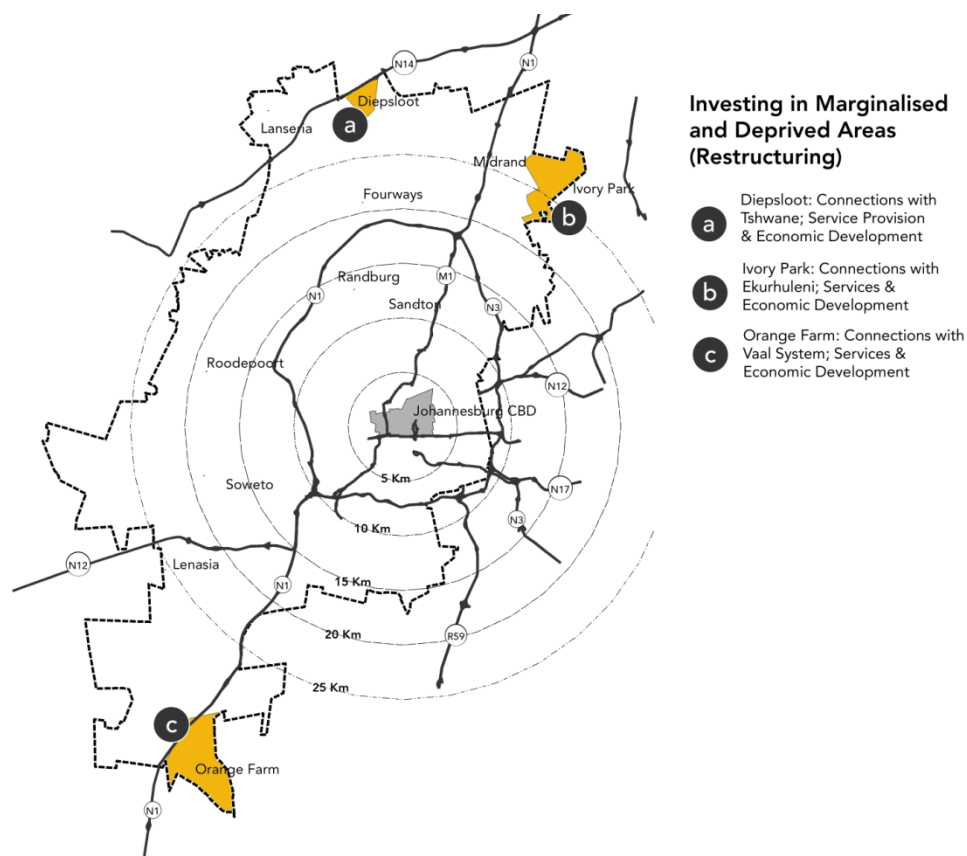 N14
N1
Diepsloot
Lanseria
a
Midrand
Ivory Park
Fourways
b
Randburg
M1
N1
Sandton
N3
Roodepoort
N12
Johannesburg CBD
5 Km
Soweto
N17
10 Km
N3
N12
Lenasia
15 Km
N1
20 Km
R59
25 Km
c
Orange Farm
N1
Investing in Marginalised
and Deprived Areas
(Restructuring)
a
Diepsloot: Connections with
Tshwane; Service Provision
& Economic Development
b
Ivory Park: Connections with
Ekurhuleni; Services &
Economic Development
c
Orange Farm: Connections with
Vaal System; Services &
Economic Development